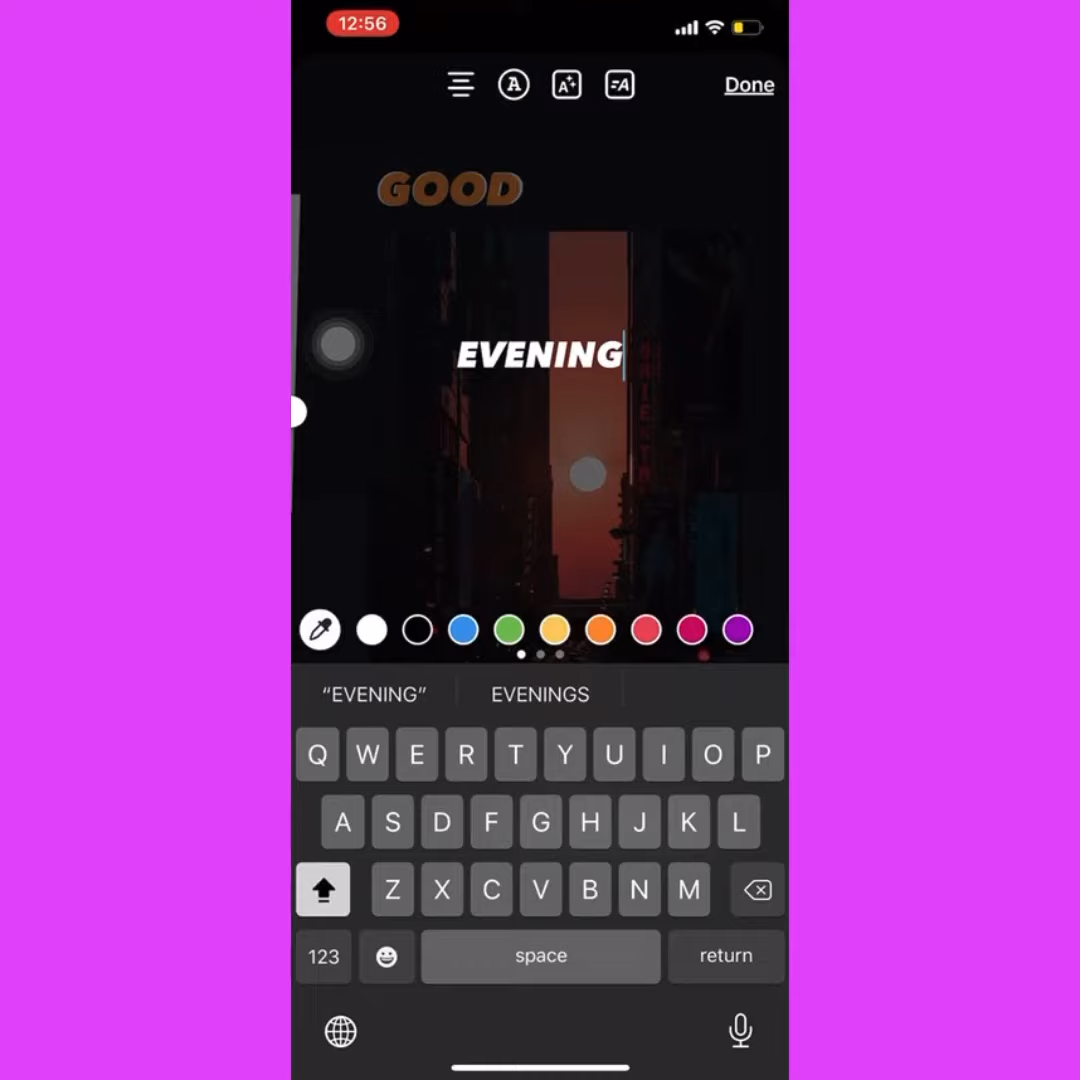 12:56
Done
GOOD
EVENING
“EVENING” EVENINGS
Q W E R T Y U I O P
A S D F G H J K L
Z X C V B N M
123 space return